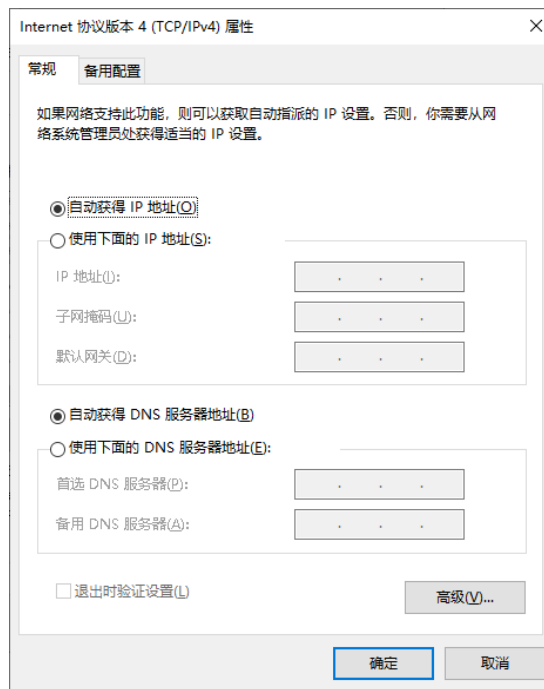 Internet 协议版本 4 (TCP/IPv4) 属性
常规
备用配置
如果网络支持此功能，则可以获取自动指派的 IP 设置。否则，你需要从网
络系统管理员处获得适当的 IP 设置。
自动获得 IP 地址(O)
使用下面的 IP 地址(S):
IP 地址(I):
子网掩码(U):
默认网关(D):
自动获得 DNS 服务器地址(B)
使用下面的 DNS 服务器地址(E):
首选 DNS 服务器(P):
备用 DNS 服务器(A):
退出时验证设置(L)
高级(V)...
确定
取消